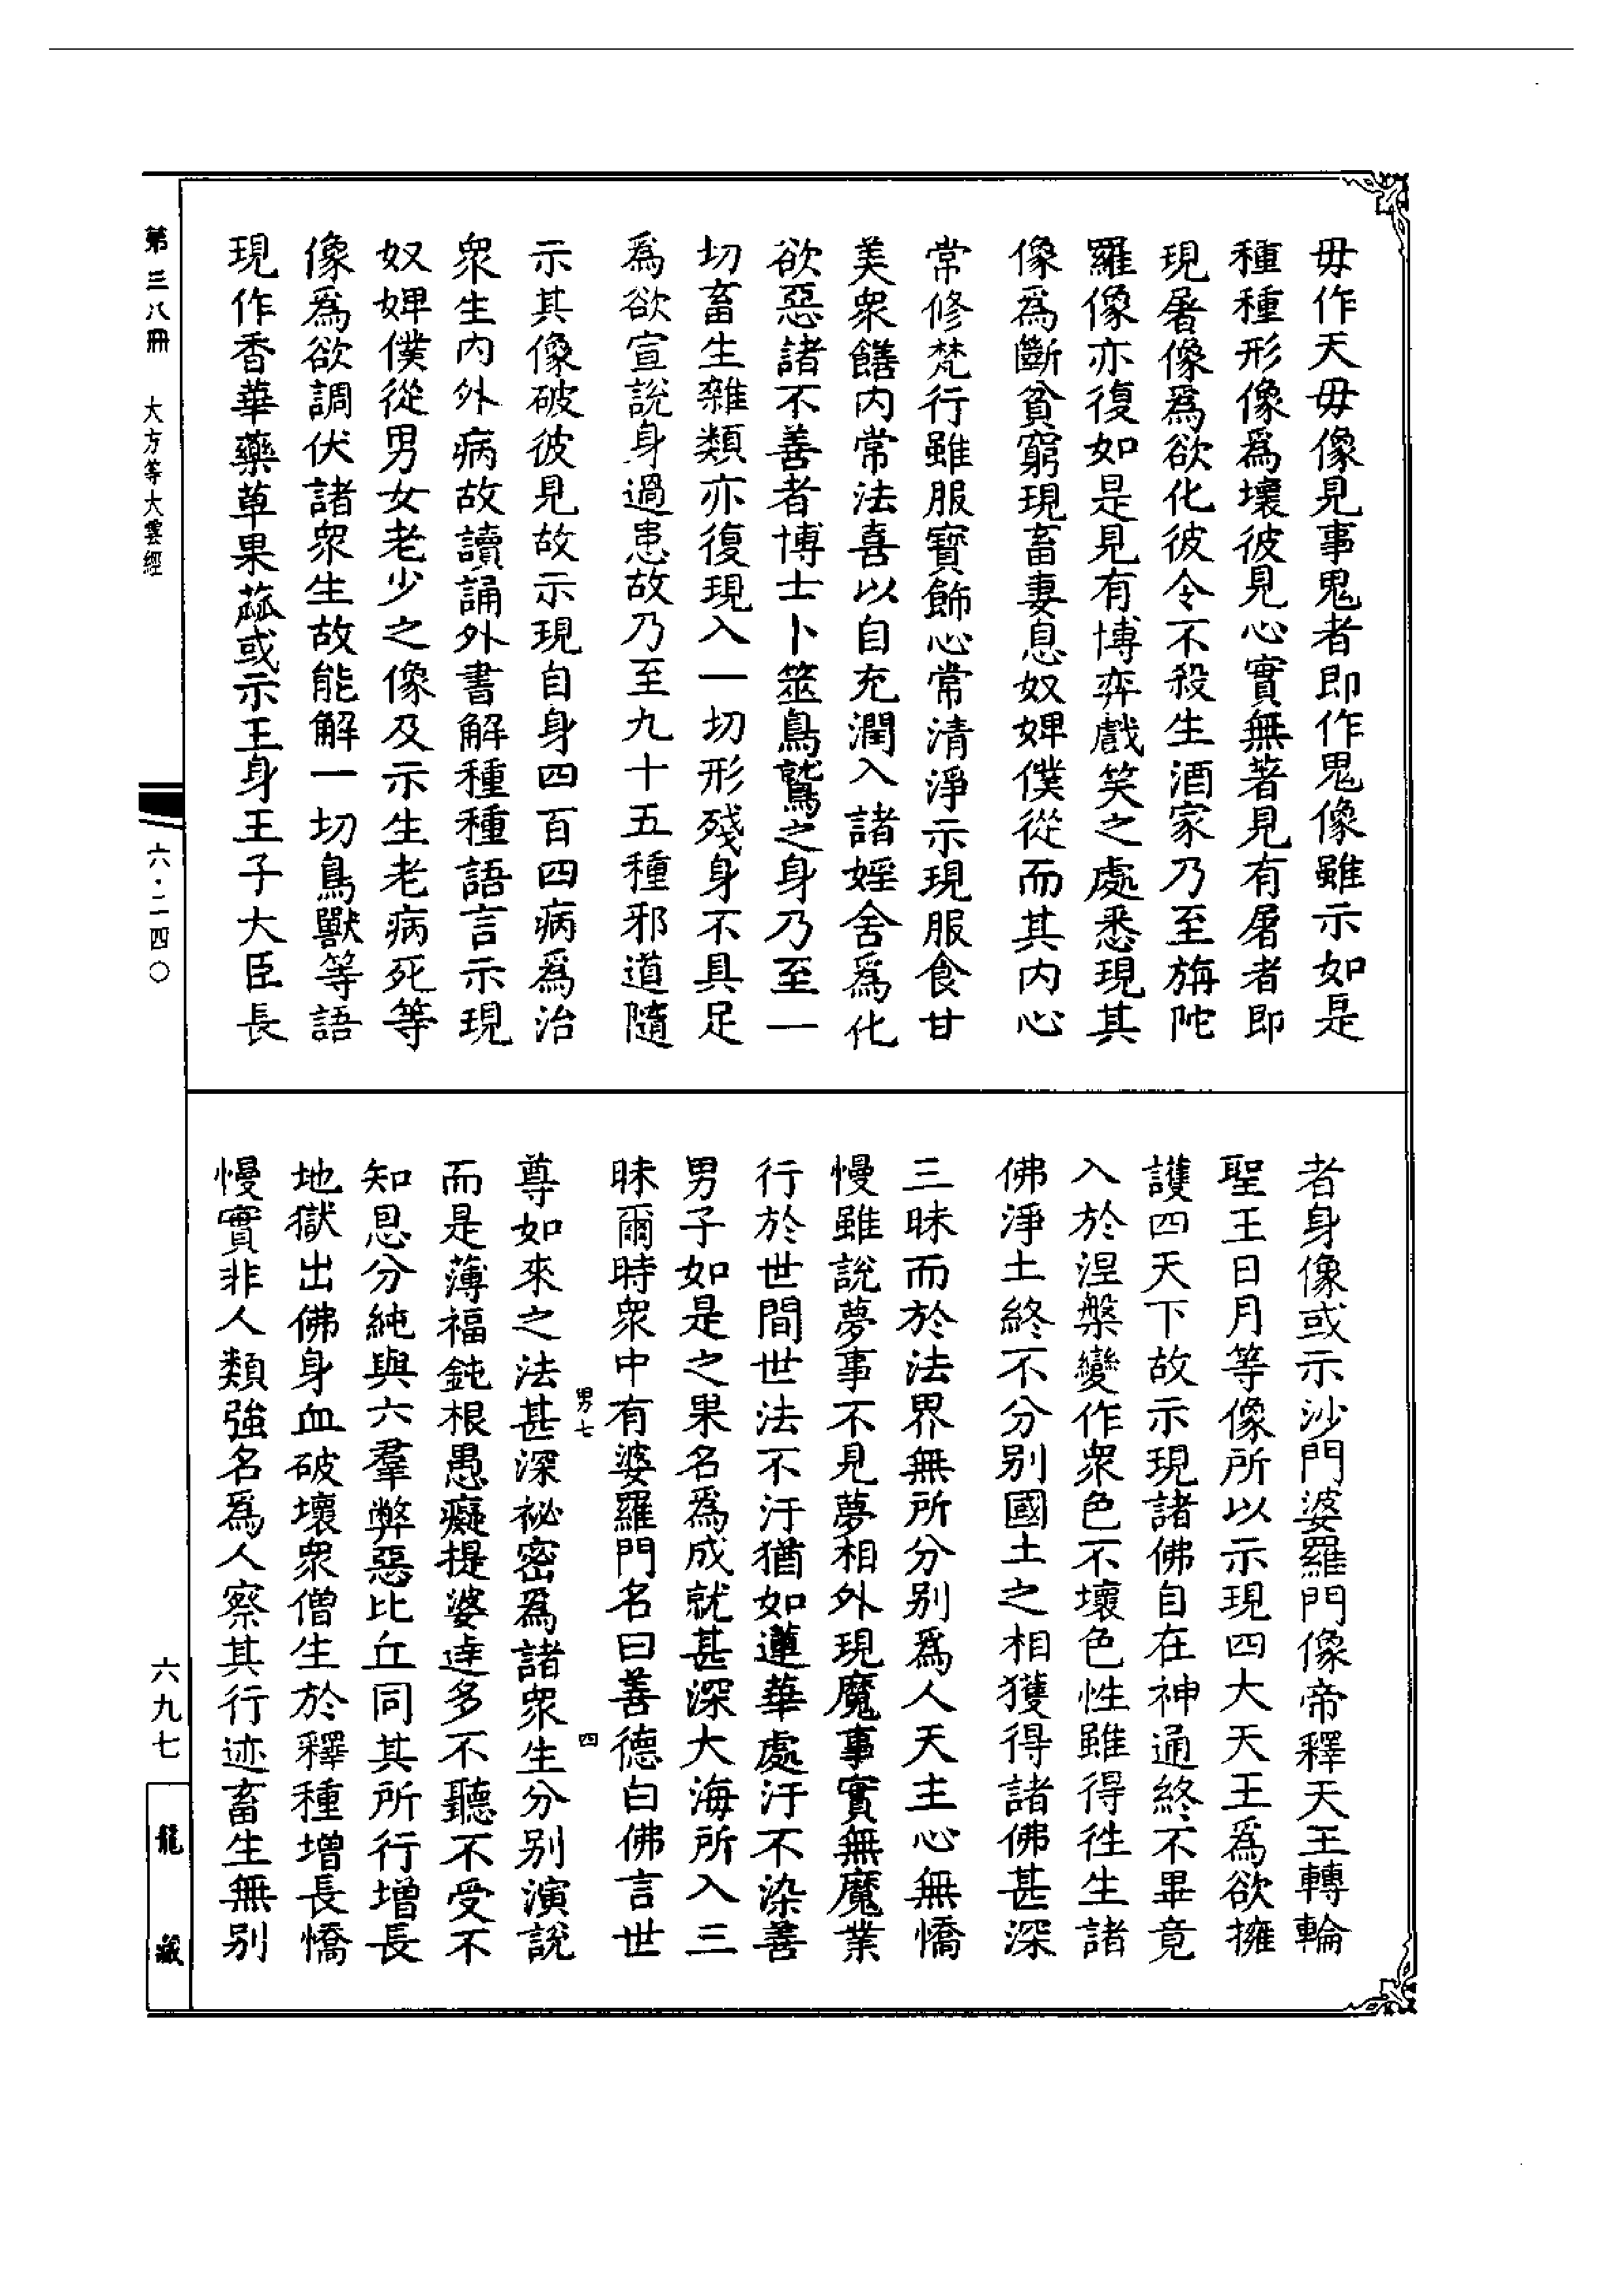 毋作天毋像見事鬼者即作鬼像雖示如是
種種形像爲壞彼見心實無著見有屠者即
現屠像爲欲化彼令不殺生酒家乃至旃陀
羅像亦復如是見有博弈戲笑之處悉現其
像爲斷貧窮現畜妻息奴婢僕從而其内心
常修梵行雖服寳飾心常清淨示現服食甘
美衆饍内常法喜以自充潤入諸婬舍爲化
欲惡諸不善者博士卜筮鳥鷲之身乃至一
切畜生雜類亦復現入一切形殘身不具足
爲欲宣說身過患故乃至九十五種邪道隨
示其像破彼見故示現自身四百四病爲治
衆生内外病故讀誦外書解種種語言示現
奴婢僕從男女老少之像及示生老病死等
像爲欲調伏諸衆生故能解一切鳥獸等語
現作香華藥草果蓏或示王身王子大臣長
者身像或示沙門婆羅門像帝釋天王轉輪
聖王日月等像所以示現四大天王爲欲擁
護四天下故示現諸佛自在神通終不畢竟
入於涅槃變作衆色不壞色性雖得徃生諸
佛淨土終不分别國土之相獲得諸佛甚深
三昧而於法界無所分别爲人天主心無憍
慢雖說夢事不見夢相外現魔事實無魔業
行於世間世法不汙猶如蓮華處汙不染善
男子如是之果名爲成就甚深大海所入三
昧爾時衆中有婆羅門名曰善德白佛言世
男七
四
尊如來之法甚深祕密爲諸衆生分别演說
而是薄福鈍根愚癡提婆達多不聽不受不
知恩分純與六羣弊惡比丘同其所行增長
地獄出佛身血破壞衆僧生於釋種增長憍
慢實非人類強名爲人察其行迹畜生無别
第三八冊
大方等大雲經
六·二四〇
六九七
龍藏